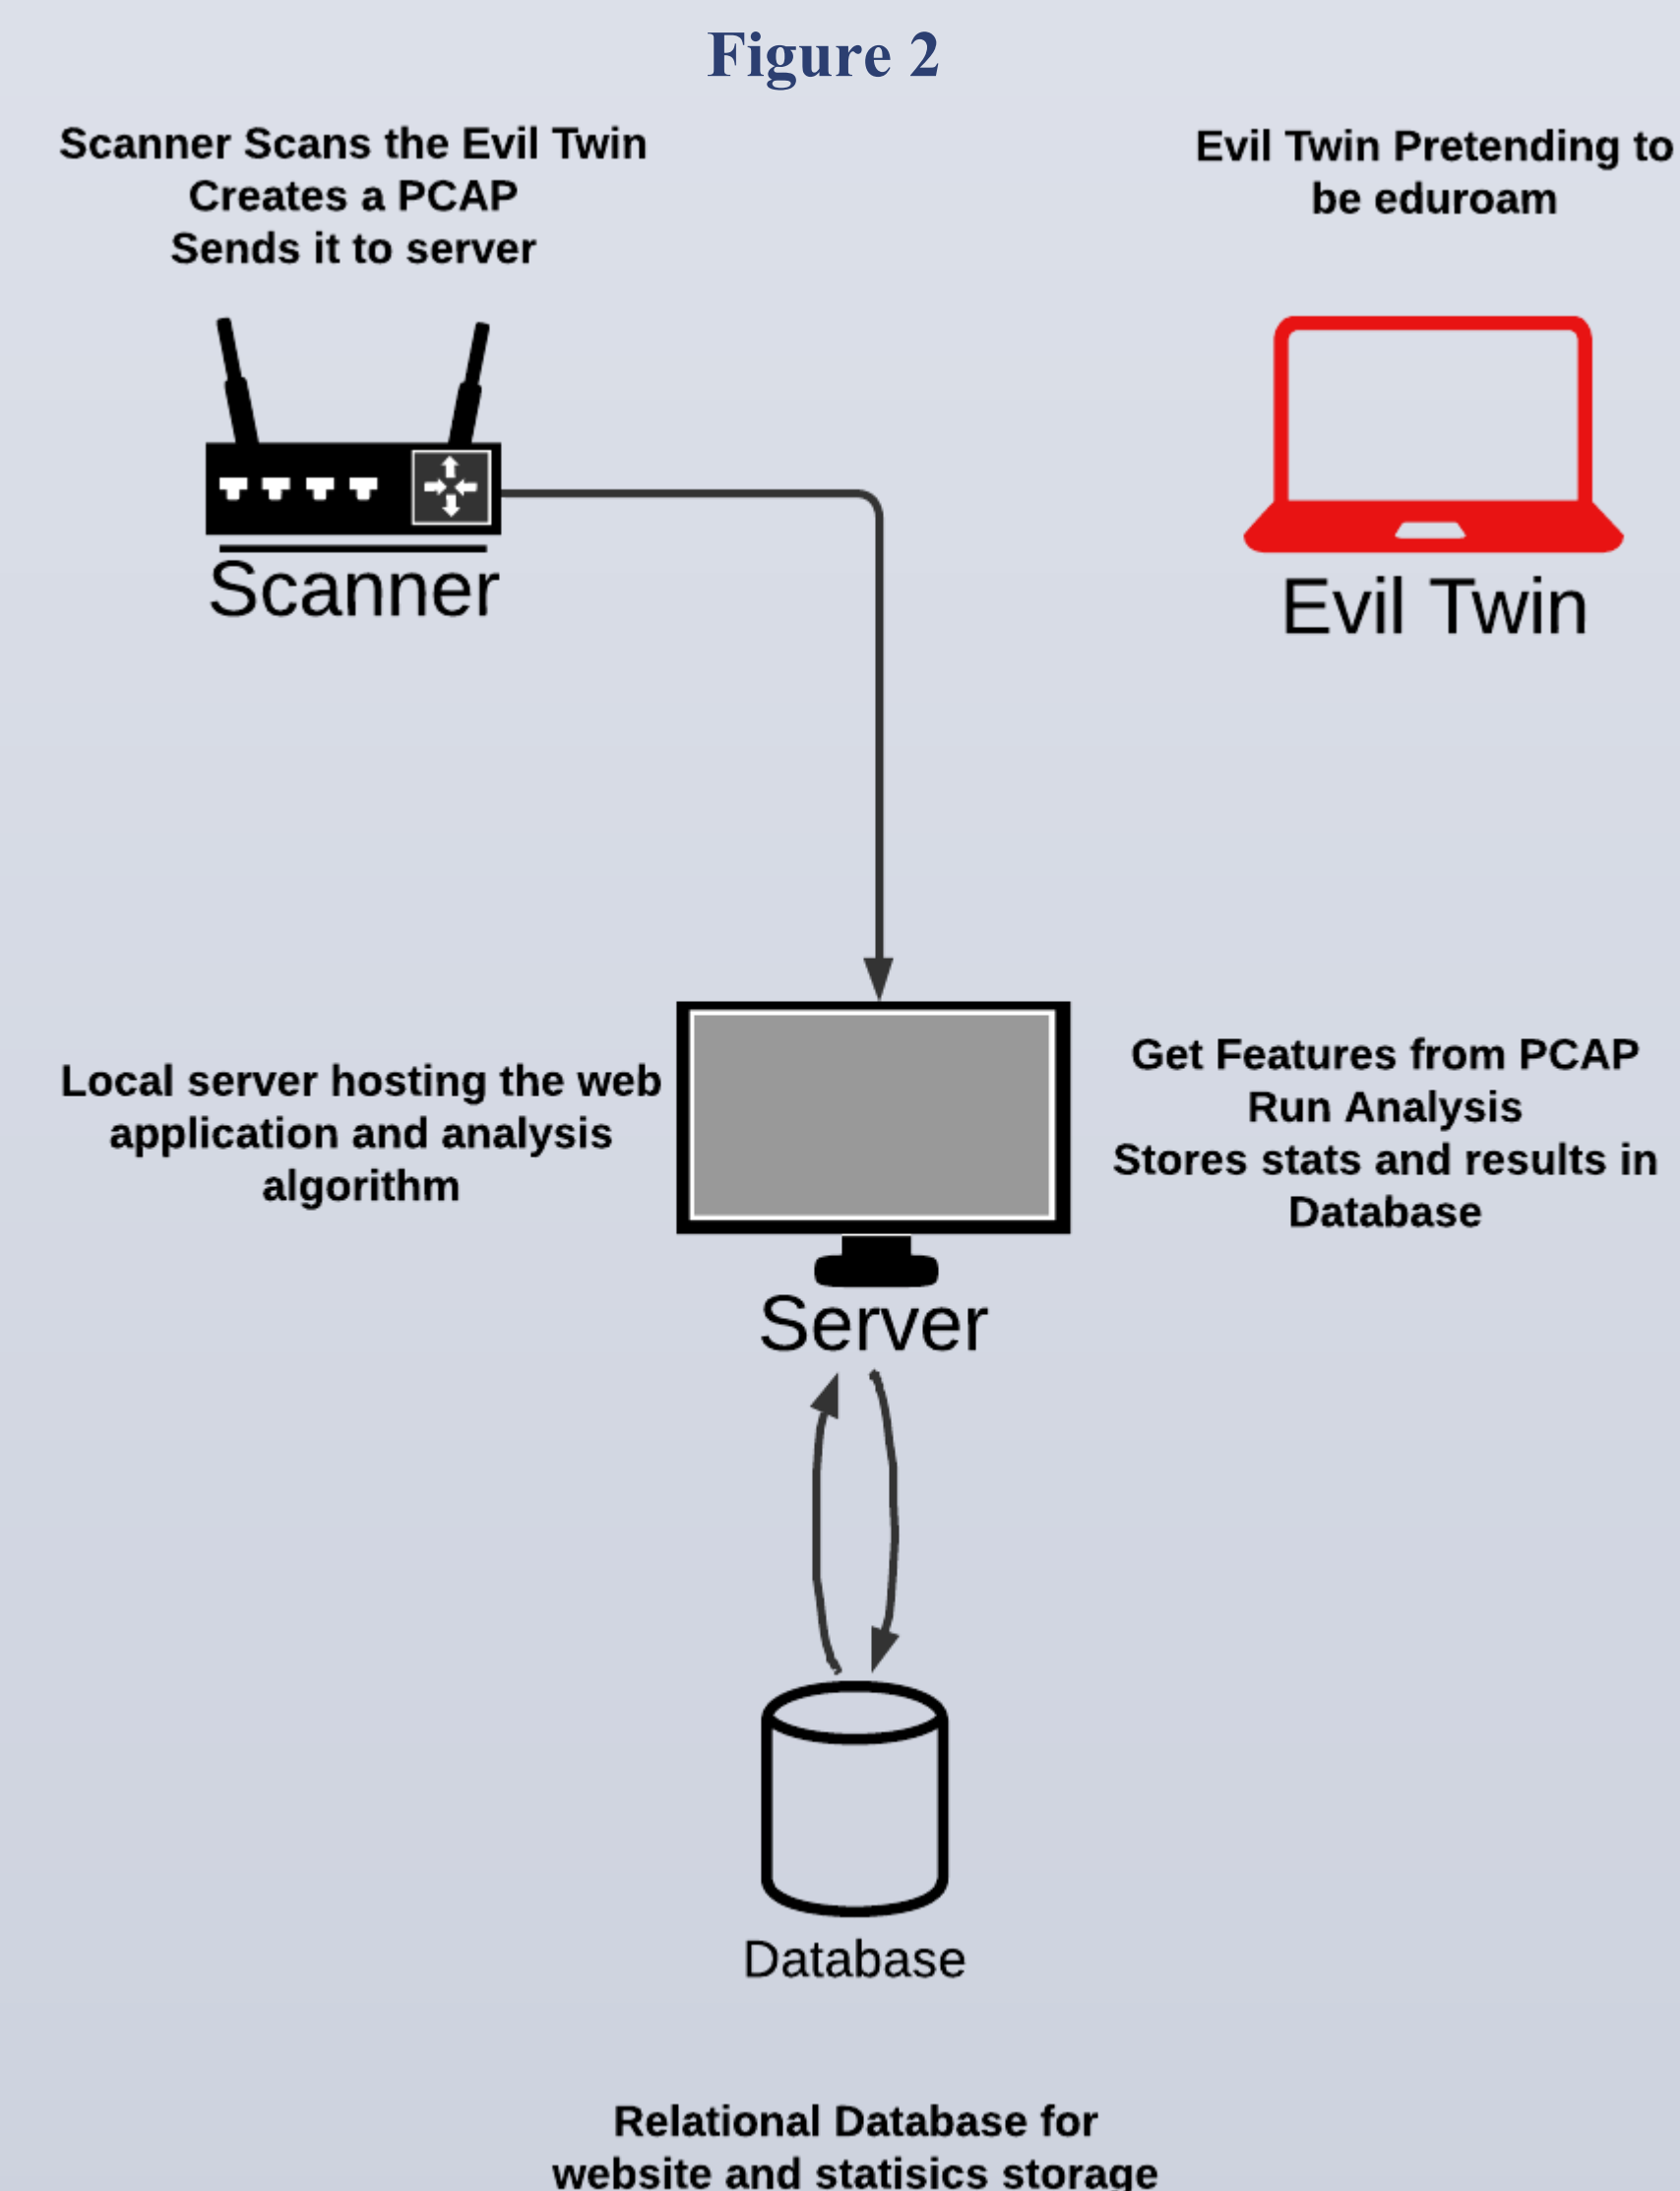 Figure 2
Scanner Scans the Evil Twin
Creates a PCAP
Sends it to server
Evil Twin Pretending to
be eduroam
Scanner
Evil Twin
Local server hosting the web
application and analysis
algorithm
Get Features from PCAP
Run Analysis
Stores stats and results in
Database
Server
Database
Relational Database for
website and statisics storage